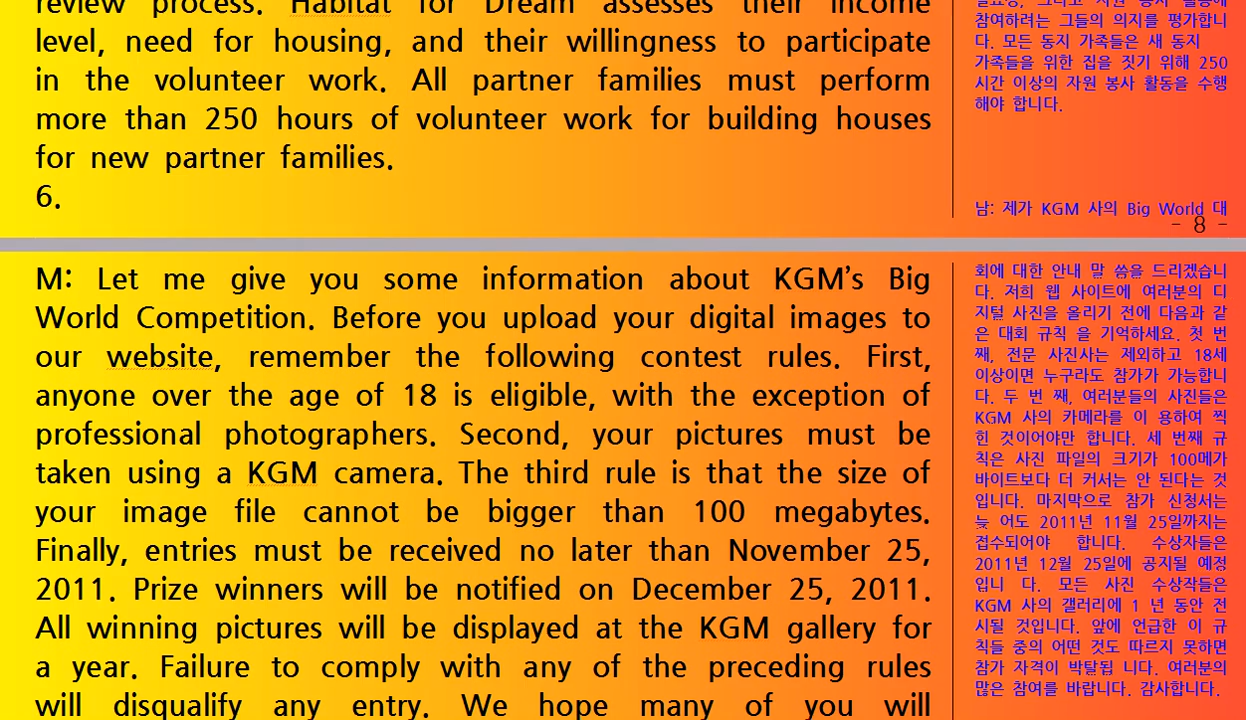 review process. Habitat for Dream assesses their income
level, need for housing, and their willingness to participate
in the volunteer work. All partner families must perform
more than 250 hours of volunteer work for building houses
for new partner families.
6.
참여하려는 그들의 의지를 평가합니
다. 모든 동지 가족들은 새 동지
가족들을 위한 집을 짓기 위해 250
시간 이상의 자원 봉사 활동을 수행
해야 합니다.
남: 제가 KGM 사의 Big World 대
- 8 -
M: Let me give you some information about KGM’s Big
World Competition. Before you upload your digital images to
our website, remember the following contest rules. First,
anyone over the age of 18 is eligible, with the exception of
professional photographers. Second, your pictures must be
taken using a KGM camera. The third rule is that the size of
your image file cannot be bigger than 100 megabytes.
Finally, entries must be received no later than November 25,
2011. Prize winners will be notified on December 25, 2011.
All winning pictures will be displayed at the KGM gallery for
a year. Failure to comply with any of the preceding rules
will disqualify any entry. We hope many of you will
회에 대한 안내 말 씀을 드리겠습니
다. 저희 웹 사이트에 여러분의 디
지털 사진을 올리기 전에 다음과 같
은 대회 규칙 을 기억하세요. 첫 번
째, 전문 사진사는 제외하고 18세
이상이면 누구라도 참가가 가능합니
다. 두 번 째, 여러분들의 사진들은
KGM 사의 카메라를 이 용하여 찍
힌 것이어야만 합니다. 세 번째 규
칙은 사진 파일의 크기가 100메가
바이트보다 더 커서는 안 된다는 것
입니다. 마지막으로 참가 신청서는
늦 어도 2011년 11월 25일까지는
접수되어야 합니다. 수상자들은
2011년 12월 25일에 공지될 예정
입니 다. 모든 사진 수상작들은
KGM 사의 갤러리에 1 년 동안 전
시될 것입니다. 앞에 언급한 이 규
칙들 중의 어떤 것도 따르지 못하면
참가 자격이 박탈됩 니다. 여러분의
많은 참여를 바랍니다. 감사합니다.